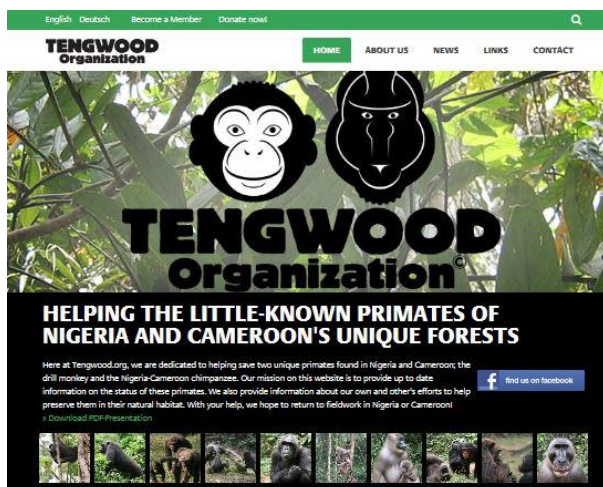 English Deutsch Become a Member Donate now!
TENGWOOD
Organization
HOME ABOUT US NEWS LINKS CONTACT
TENGWOOD
Organization©
HELPING THE LITTLE-KNOWN PRIMATES OF
NIGERIA AND CAMEROON'S UNIQUE FORESTS
Here at Tengwood.org, we are dedicated to helping save two unique primates found in Nigeria and Cameroon; the
drill monkey and the Nigeria-Cameroon chimpanzee. Our mission on this website is to provide up to date
information on the status of these primates. We also provide information about our own and other's efforts to help
preserve them in their natural habitat. With your help, we hope to return to fieldwork in Nigeria or Cameroon!
» Download PDF-Presentation
f find us on facebook